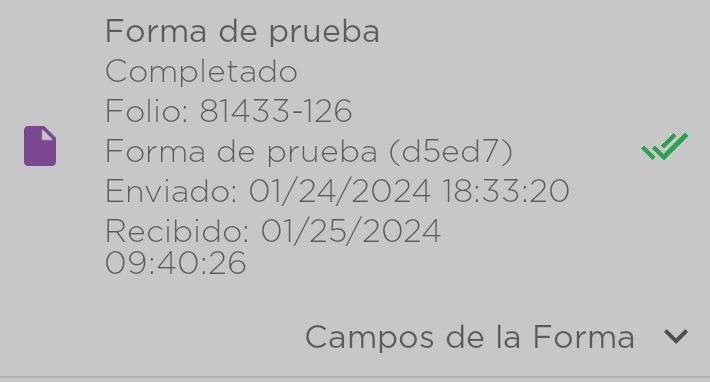 Forma de prueba
Completado
Folio: 81433-126
Forma de prueba (d5ed7)
Enviado: 01/24/2024 18:33:20
Recibido: 01/25/2024
09:40:26
Campos de la Forma